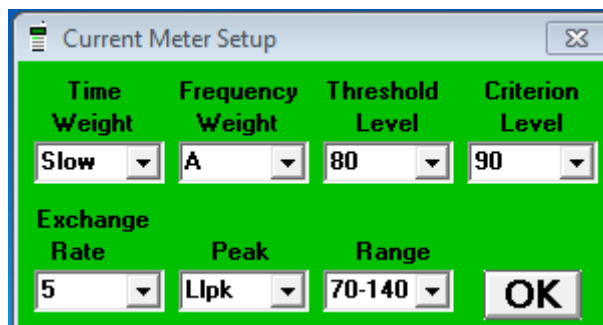 Current Meter Setup
Time Frequency Threshold Criterion
Weight Weight Level Level
Slow A 80 90
Exchange
Rate Peak Range
5 Llpk 70-140 OK